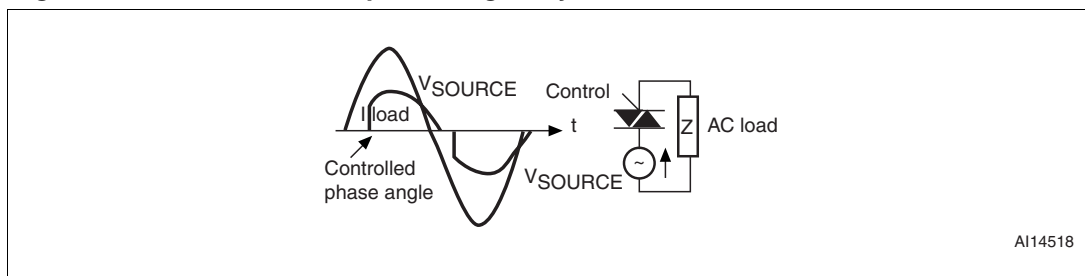 VSOURCE
I load
t
Controlled
phase angle
VSOURCE
Control
~
Z
AC load
AI14518